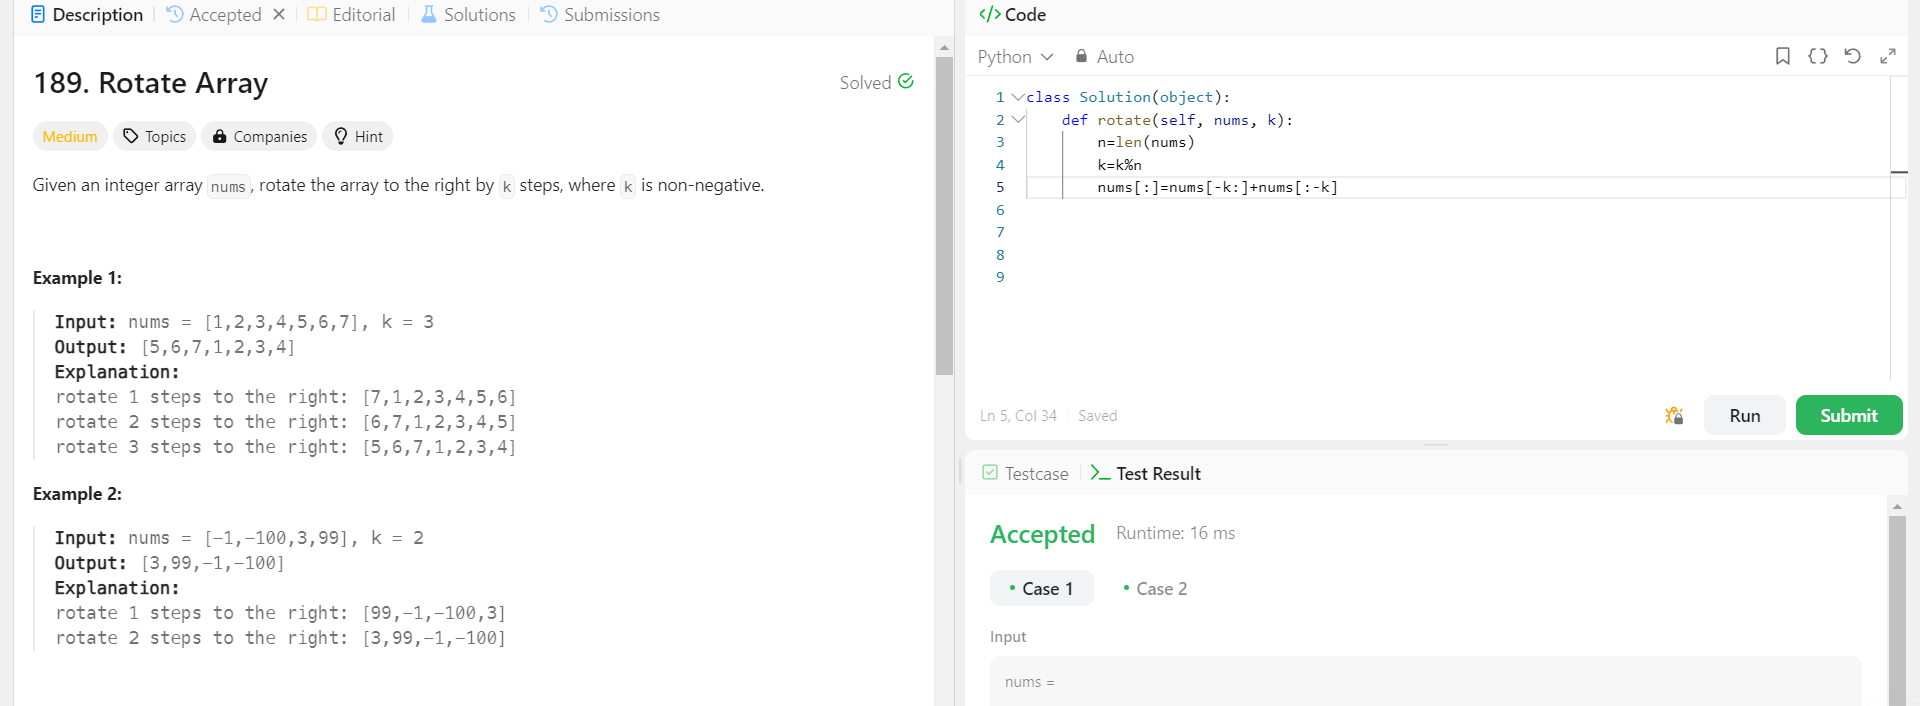 Description
Accepted
Editorial
Solutions
Submissions
189. Rotate Array
Solved
Medium
Topics
Companies
Hint
Given an integer array nums, rotate the array to the right by k steps, where k is non-negative.
Example 1:
Input: nums = [1,2,3,4,5,6,7], k = 3
Output: [5,6,7,1,2,3,4]
Explanation:
rotate 1 steps to the right: [7,1,2,3,4,5,6]
rotate 2 steps to the right: [6,7,1,2,3,4,5]
rotate 3 steps to the right: [5,6,7,1,2,3,4]
Example 2:
Input: nums = [-1,-100,3,99], k = 2
Output: [3,99,-1,-100]
Explanation:
rotate 1 steps to the right: [99,-1,-100,3]
rotate 2 steps to the right: [3,99,-1,-100]
</> Code
Python
Auto
1 class Solution(object):
2 def rotate(self, nums, k):
3 n=len(nums)
4 k=k%n
5 nums[:]=nums[-k:]+nums[:-k]
6
7
8
9
Ln 5, Col 34
Saved
Run
Submit
Testcase
Test Result
Accepted
Runtime: 16 ms
Case 1
Case 2
Input
nums =